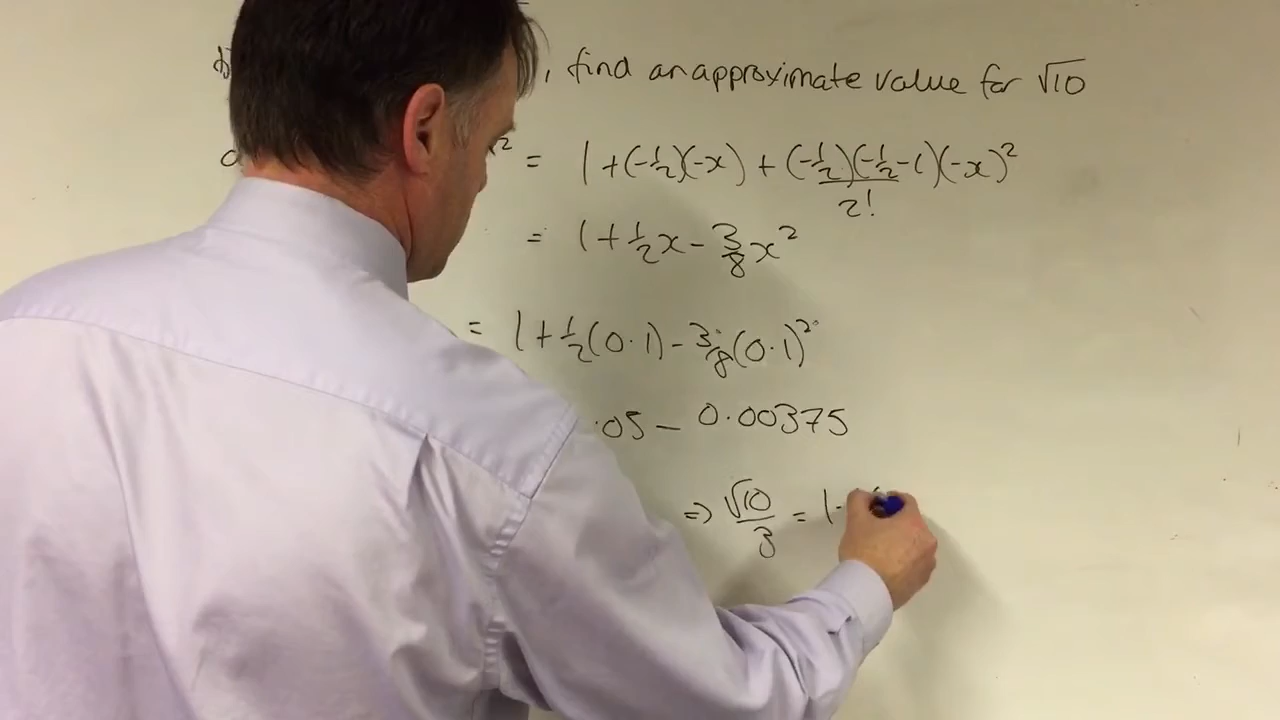 , find an approximate value for √10
² = 1 + (-½)(-x) + (-½)(-½-1)(-x)² / 2!
= 1 + ½x - 3/8 x²
= 1 + ½(0.1) - 3/8(0.1)²
.05 - 0.00375
⇒ √10/3 = 1.